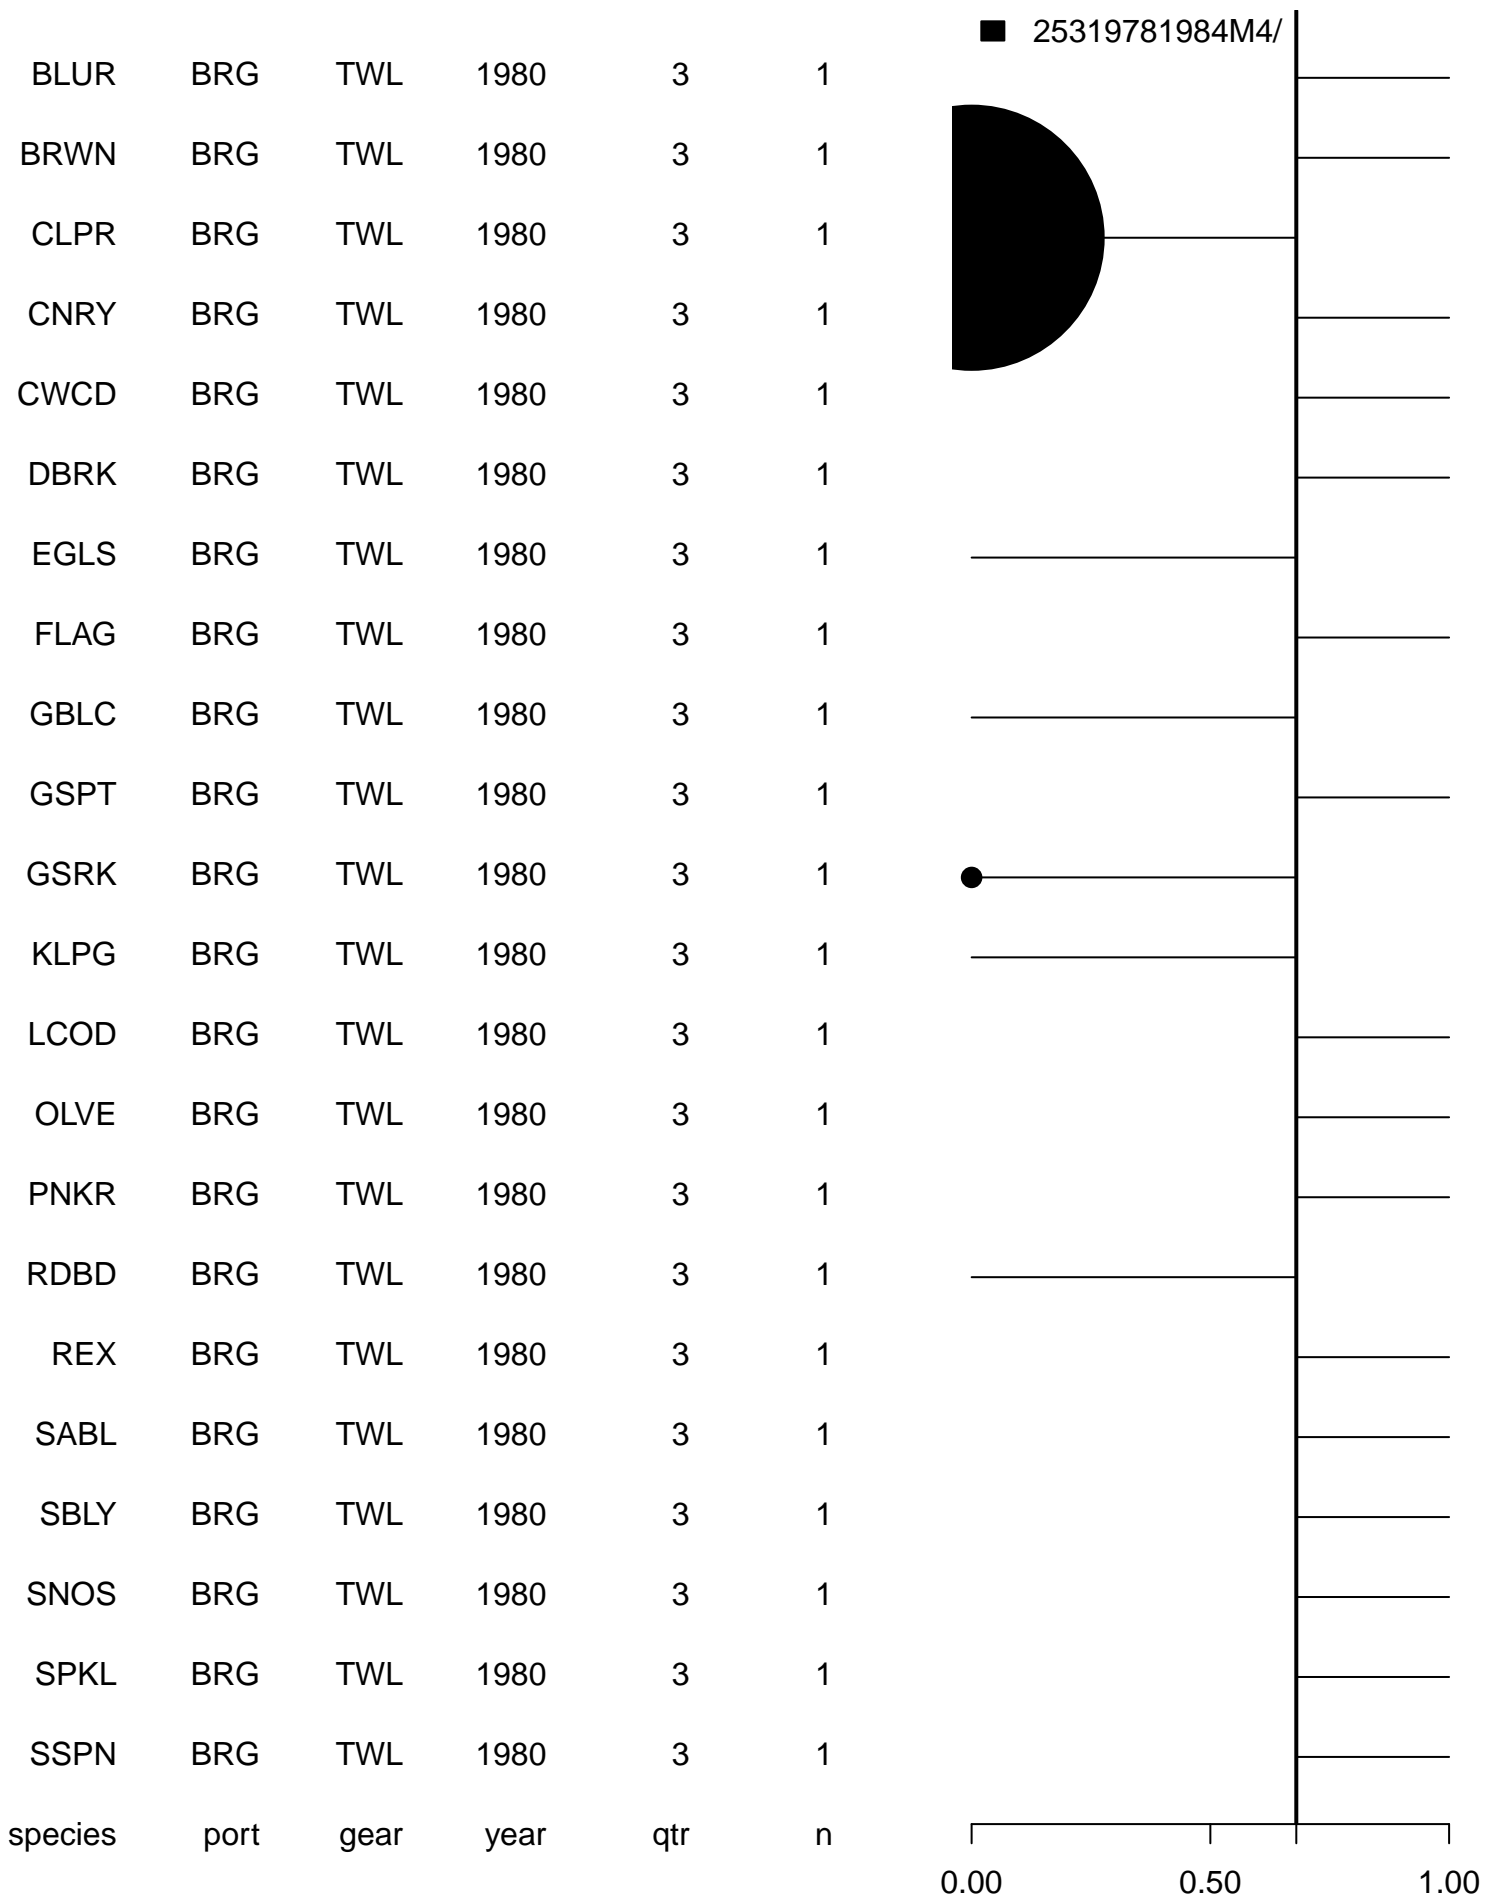 25319781984M4/
BLUR BRG TWL 1980 3 1
BRWN BRG TWL 1980 3 1
CLPR BRG TWL 1980 3 1
CNRY BRG TWL 1980 3 1
CWCD BRG TWL 1980 3 1
DBRK BRG TWL 1980 3 1
EGLS BRG TWL 1980 3 1
FLAG BRG TWL 1980 3 1
GBLC BRG TWL 1980 3 1
GSPT BRG TWL 1980 3 1
GSRK BRG TWL 1980 3 1
KLPG BRG TWL 1980 3 1
LCOD BRG TWL 1980 3 1
OLVE BRG TWL 1980 3 1
PNKR BRG TWL 1980 3 1
RDBD BRG TWL 1980 3 1
REX BRG TWL 1980 3 1
SABL BRG TWL 1980 3 1
SBLY BRG TWL 1980 3 1
SNOS BRG TWL 1980 3 1
SPKL BRG TWL 1980 3 1
SSPN BRG TWL 1980 3 1
species port gear year qtr n
0.00 0.50 1.00